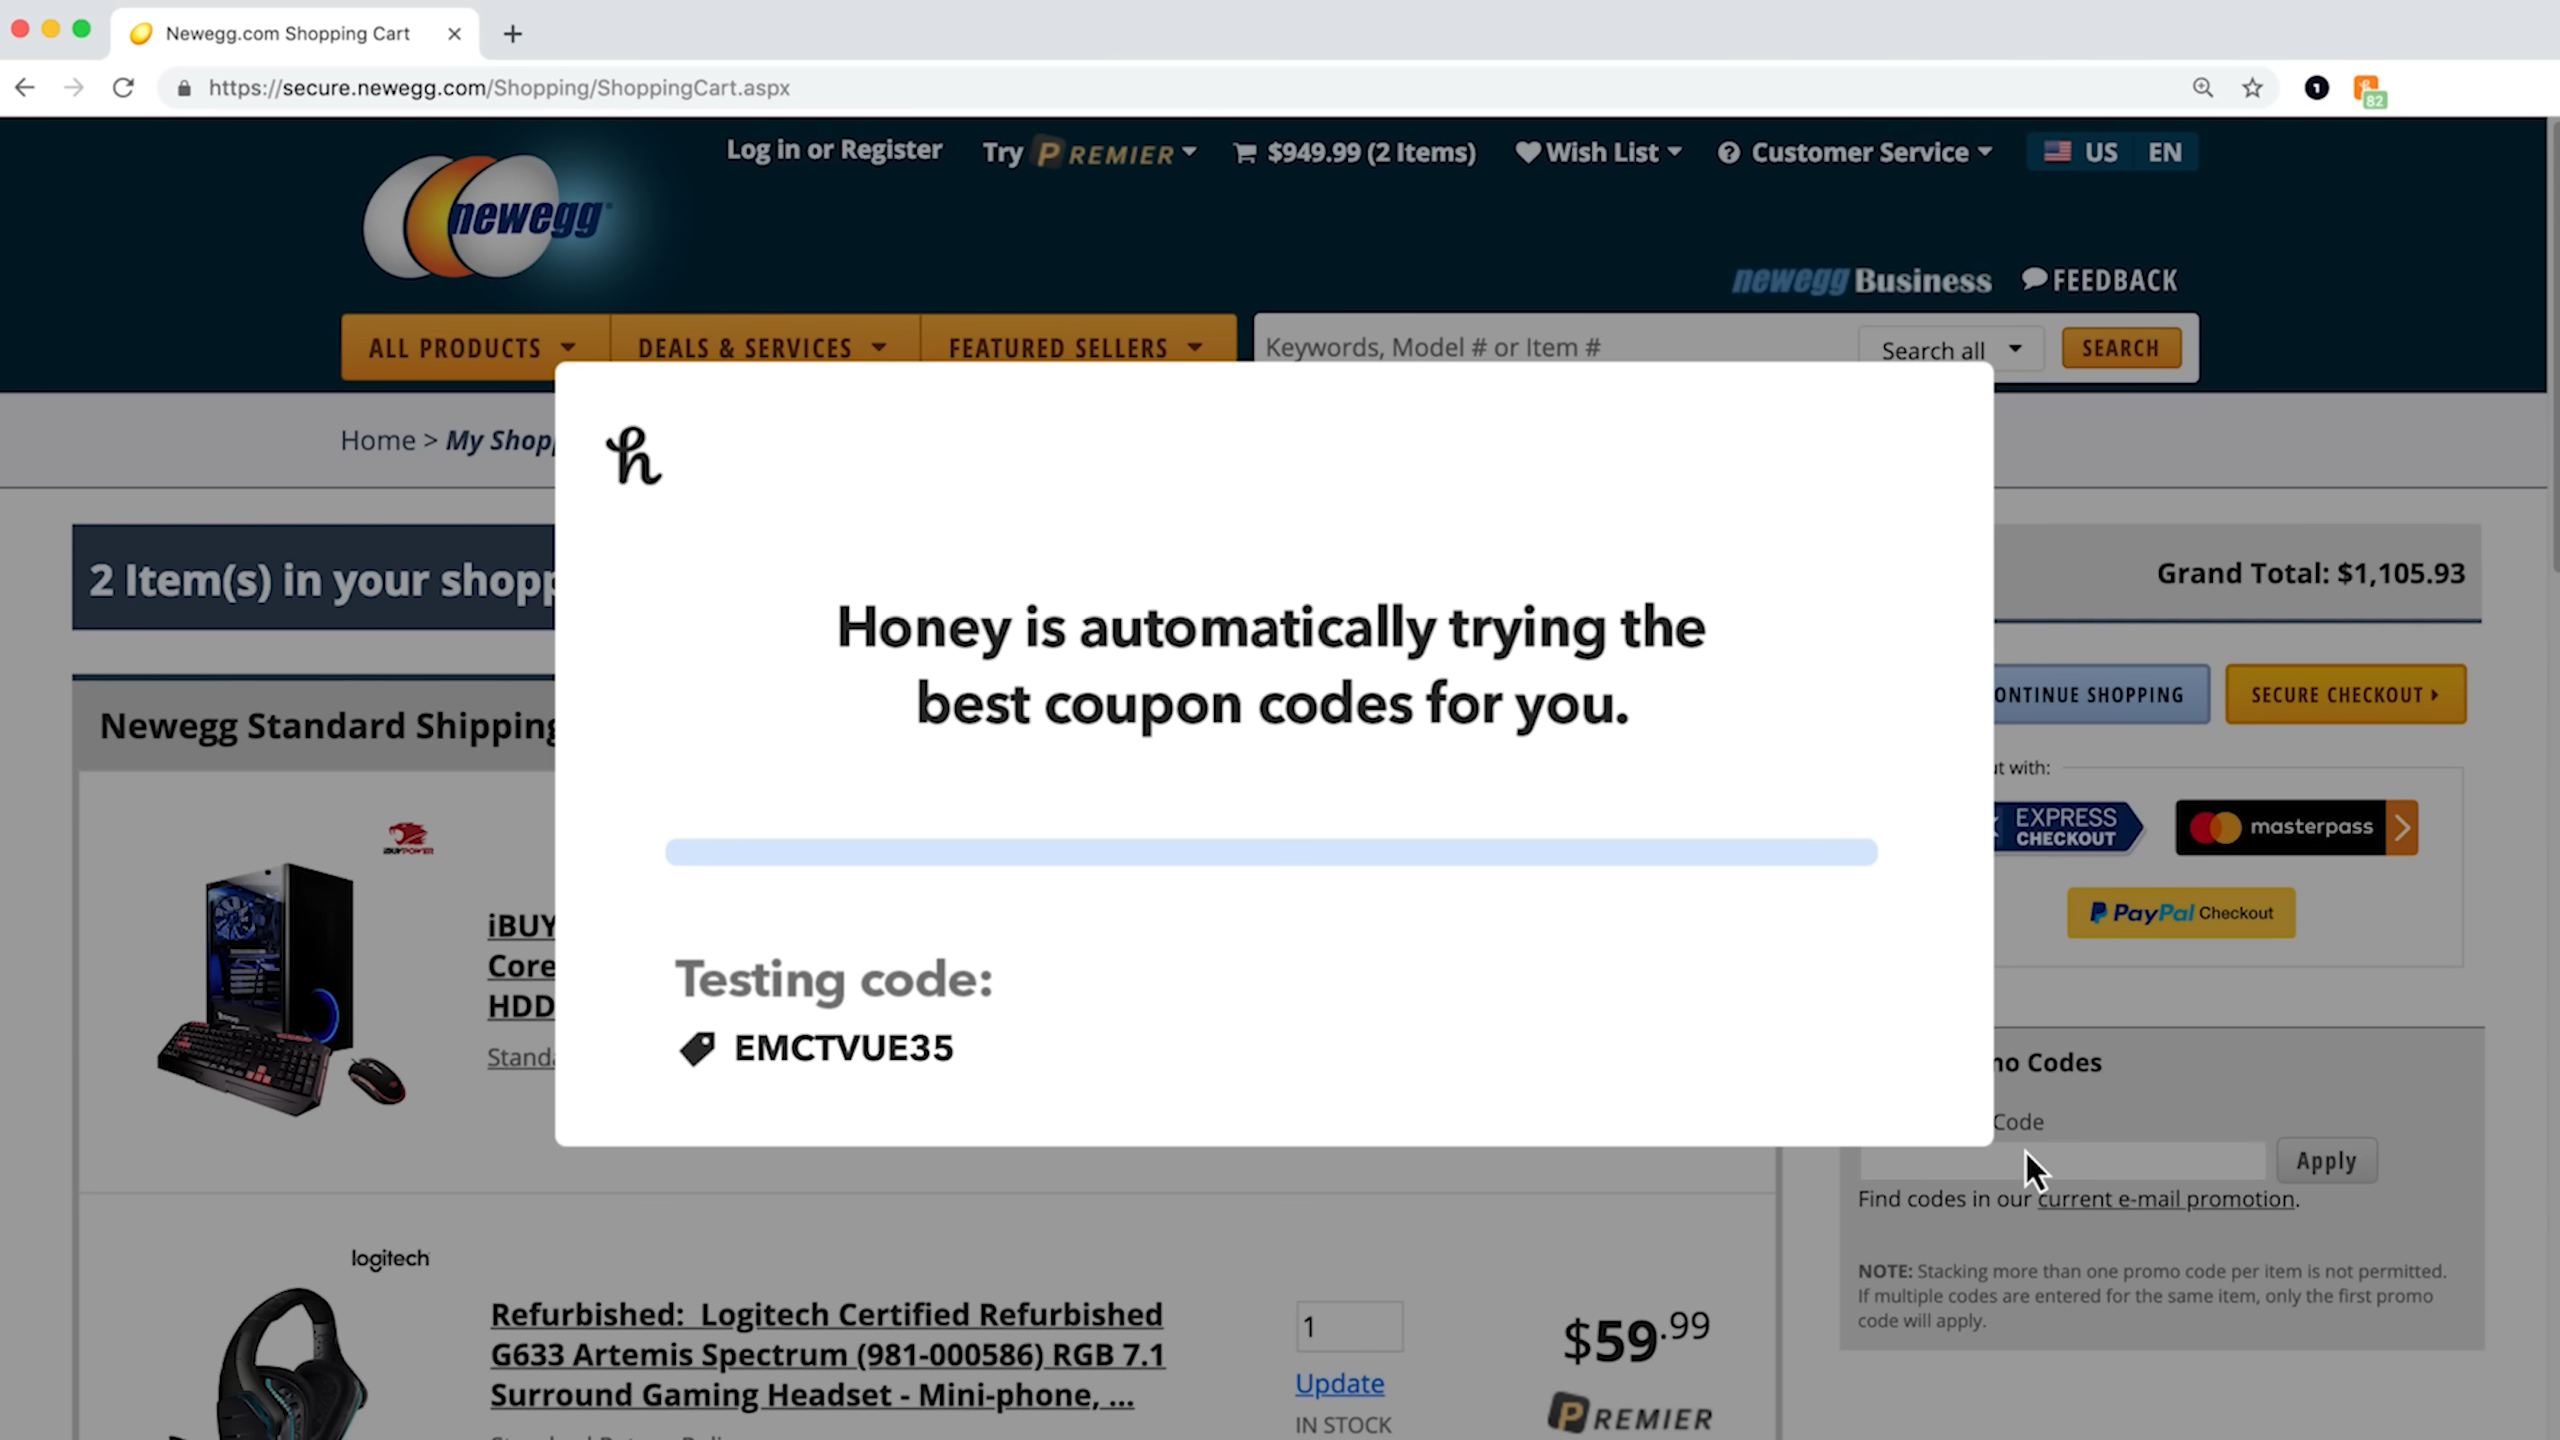 Newegg.com Shopping Cart
https://secure.newegg.com/Shopping/ShoppingCart.aspx
1
82
Log in or Register
Try PREMIER
$949.99 (2 Items)
Wish List
Customer Service
US EN
newegg
newegg Business
FEEDBACK
ALL PRODUCTS
DEALS & SERVICES
FEATURED SELLERS
Keywords, Model # or Item #
Search all
SEARCH
Home > My Shop
2 Item(s) in your shopp
Grand Total: $1,105.93
Honey is automatically trying the
best coupon codes for you.
Testing code:
EMCTVUE35
ONTINUE SHOPPING
SECURE CHECKOUT
Newegg Standard Shipping
t with:
EXPRESS
CHECKOUT
masterpass
PayPal Checkout
iBUYPOWER
iBUY
Core
HDD
Standa
no Codes
Code
Apply
Find codes in our current e-mail promotion.
NOTE: Stacking more than one promo code per item is not permitted.
If multiple codes are entered for the same item, only the first promo
code will apply.
logitech
Refurbished: Logitech Certified Refurbished
G633 Artemis Spectrum (981-000586) RGB 7.1
Surround Gaming Headset - Mini-phone, ...
1
Update
IN STOCK
$59.99
PREMIER